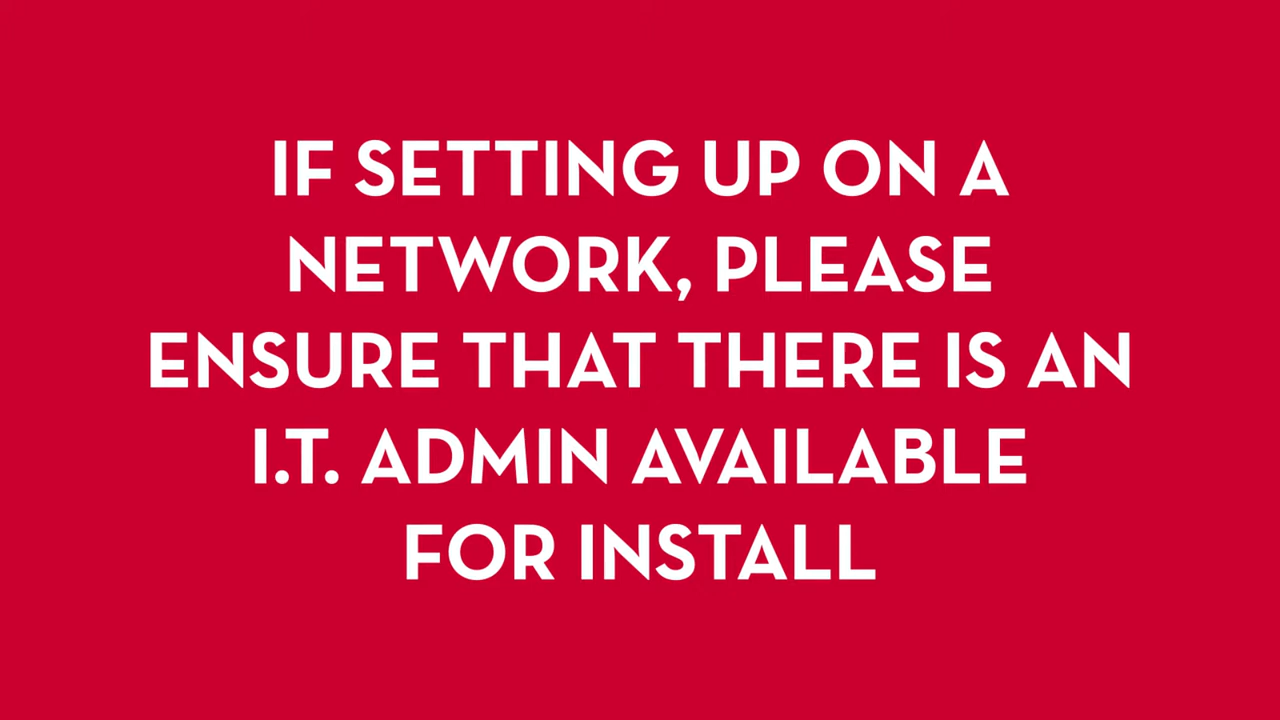 IF SETTING UP ON A
NETWORK, PLEASE
ENSURE THAT THERE IS AN
I.T. ADMIN AVAILABLE
FOR INSTALL